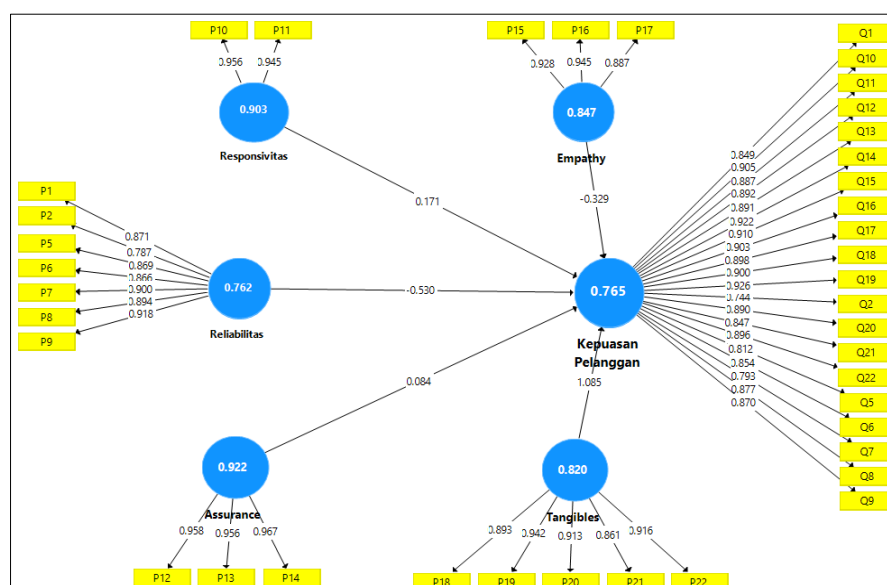 P10
P11
P15
P16
P17
Q1
Q10
Q11
Q12
Q13
Q14
Q15
Q16
Q17
Q18
Q19
Q2
Q20
Q21
Q22
Q5
Q6
Q7
Q8
Q9
0.956
0.945
0.928
0.945
0.887
0.903
Responsivitas
0.847
Empathy
0.171
-0.329
P1
P2
P5
P6
P7
P8
P9
0.871
0.787
0.869
0.866
0.900
0.894
0.918
0.762
Reliabilitas
-0.530
0.765
Kepuasan
Pelanggan
0.849
0.905
0.887
0.892
0.891
0.922
0.910
0.903
0.898
0.900
0.926
0.744
0.890
0.847
0.896
0.812
0.854
0.793
0.877
0.870
0.084
1.085
0.922
Assurance
0.820
Tangibles
0.958
0.956
0.967
0.893
0.942
0.913
0.861
0.916
P12
P13
P14
P18
P19
P20
P21
P22